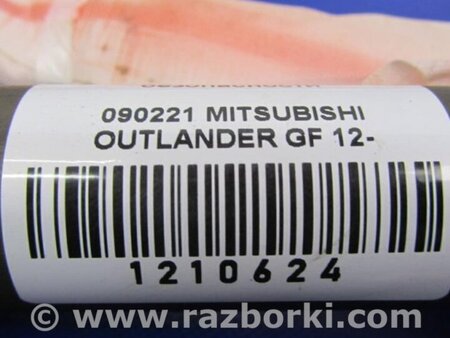 090221 MITSUBISHI
OUTLANDER GF 12-
1210624
© www.razborki.com